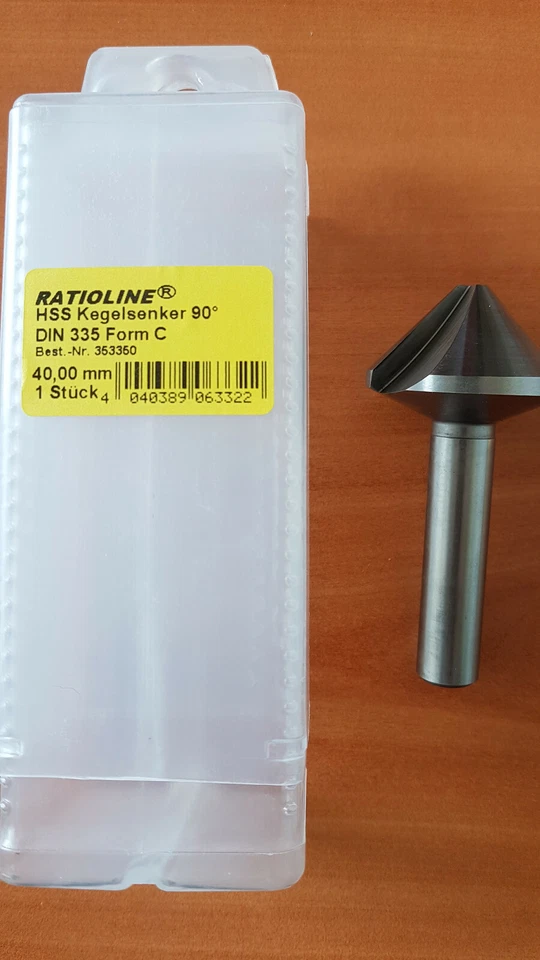 RATIOLINE®
HSS Kegelsenker 90°
DIN 335 Form C
Best.-Nr. 353350
40,00 mm
1 Stück
4 040389 063322